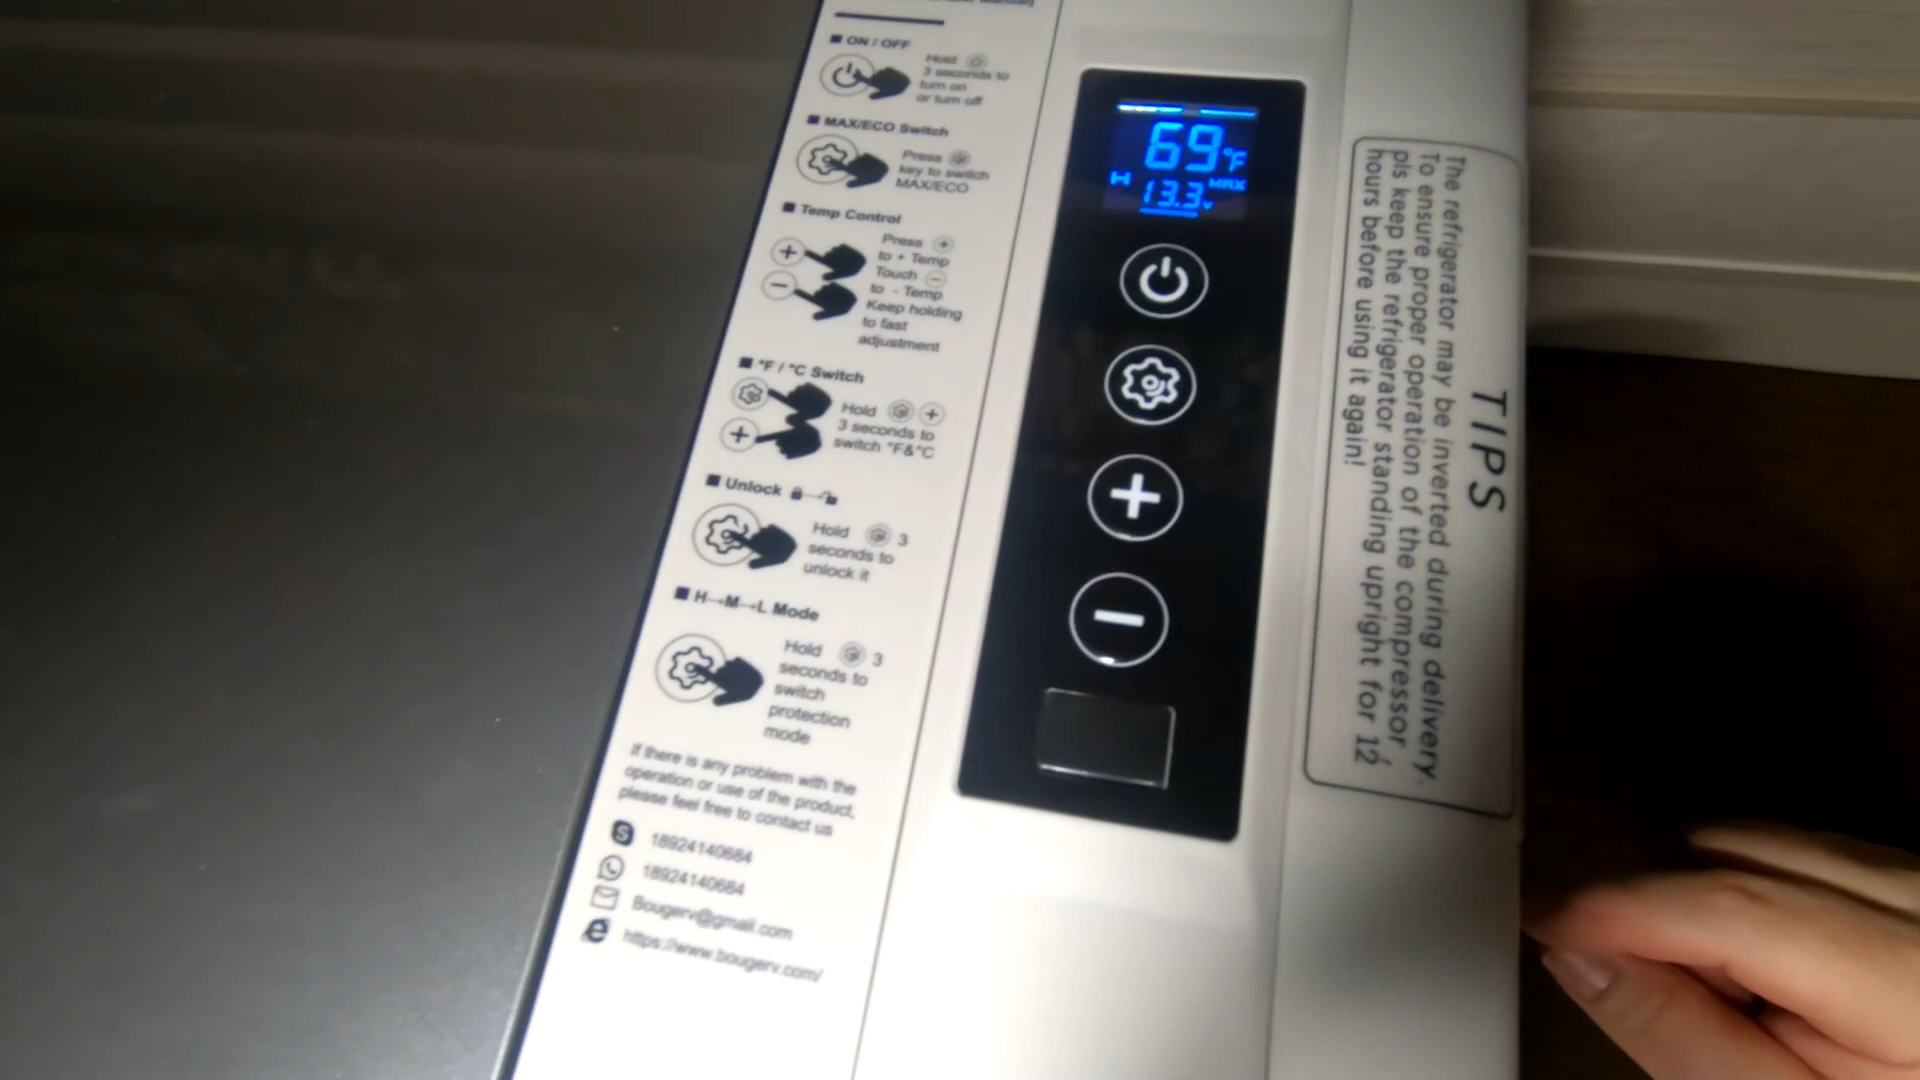 ■ ON / OFF
Hold
3 seconds to
turn on
or turn off
■ MAX/ECO Switch
Press
key to switch
MAX/ECO
■ Temp Control
Press +
to + Temp
Touch −
to - Temp
Keep holding
to fast
adjustment
■ °F / °C Switch
Hold +
3 seconds to
switch °F&°C
■ Unlock
Hold 3
seconds to
unlock it
■ H→M→L Mode
Hold 3
seconds to
switch
protection
mode
If there is any problem with the
operation or use of the product,
please feel free to contact us
18924140684
18924140684
Bougerv@gmail.com
https://www.bougerv.com/
69°F
H 13.3v MAX
TIPS
The refrigerator may be inverted during delivery.
To ensure proper operation of the compressor,
pls keep the refrigerator standing upright for 12
hours before using it again!